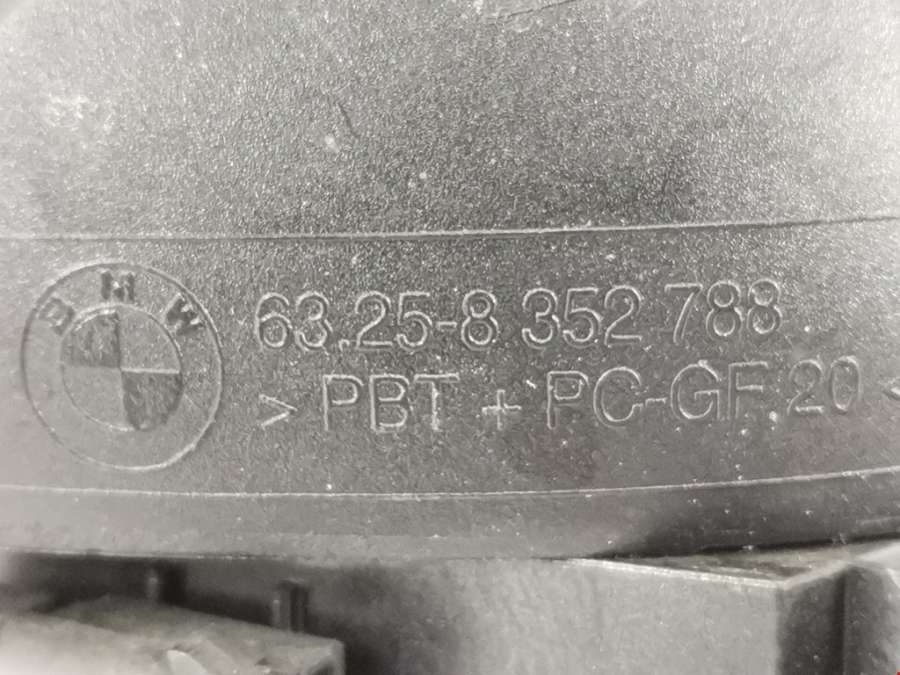 BMW
63.25-8 352 788
> PBT + PC-GF 20 <